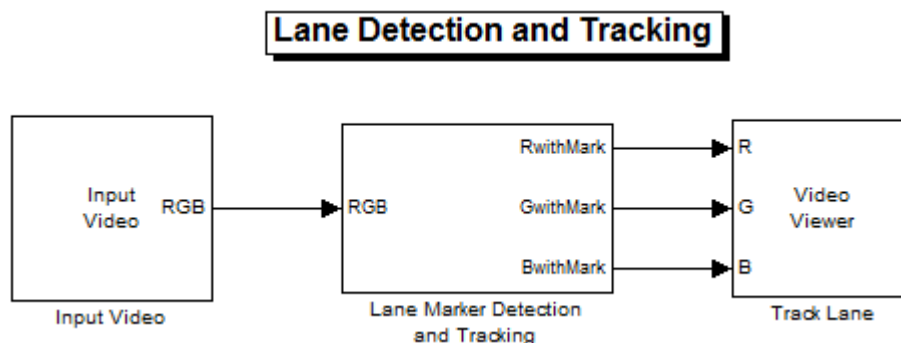 Lane Detection and Tracking
Input
Video
RGB
Input Video
RGB
RwithMark
GwithMark
BwithMark
Lane Marker Detection
and Tracking
R
G
B
Video
Viewer
Track Lane